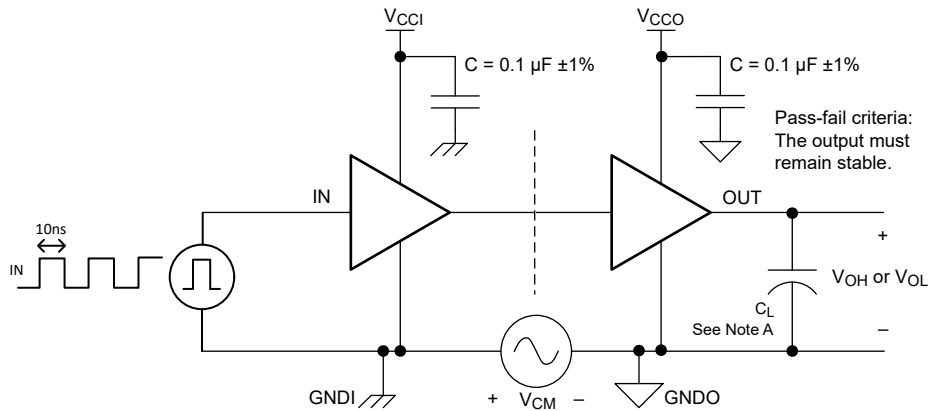 VCCI
VCCO
C = 0.1 µF ±1%
C = 0.1 µF ±1%
Pass-fail criteria:
The output must
remain stable.
IN
OUT
10ns
IN
+
VOH or VOL
CL
See Note A
–
GNDI
+ VCM –
GNDO